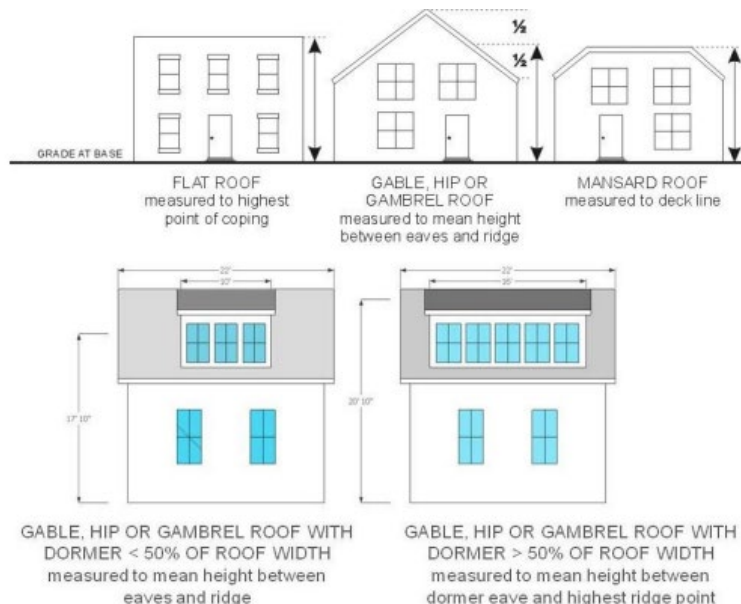 ½
½
GRADE AT BASE
FLAT ROOF
measured to highest
point of coping
GABLE, HIP OR
GAMBREL ROOF
measured to mean height
between eaves and ridge
MANSARD ROOF
measured to deck line
22'
10'
17' 10"
22'
16'
20' 10"
GABLE, HIP OR GAMBREL ROOF WITH
DORMER < 50% OF ROOF WIDTH
measured to mean height between
eaves and ridge
GABLE, HIP OR GAMBREL ROOF WITH
DORMER > 50% OF ROOF WIDTH
measured to mean height between
dormer eave and highest ridge point